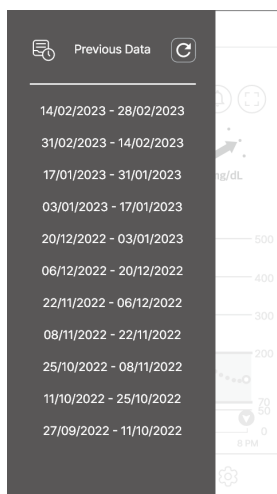 Previous Data
14/02/2023 - 28/02/2023
31/02/2023 - 14/02/2023
17/01/2023 - 31/01/2023
03/01/2023 - 17/01/2023
20/12/2022 - 03/01/2023
06/12/2022 - 20/12/2022
22/11/2022 - 06/12/2022
08/11/2022 - 22/11/2022
25/10/2022 - 08/11/2022
11/10/2022 - 25/10/2022
27/09/2022 - 11/10/2022
ng/dL
500
400
300
200
70
50
0
8 PM